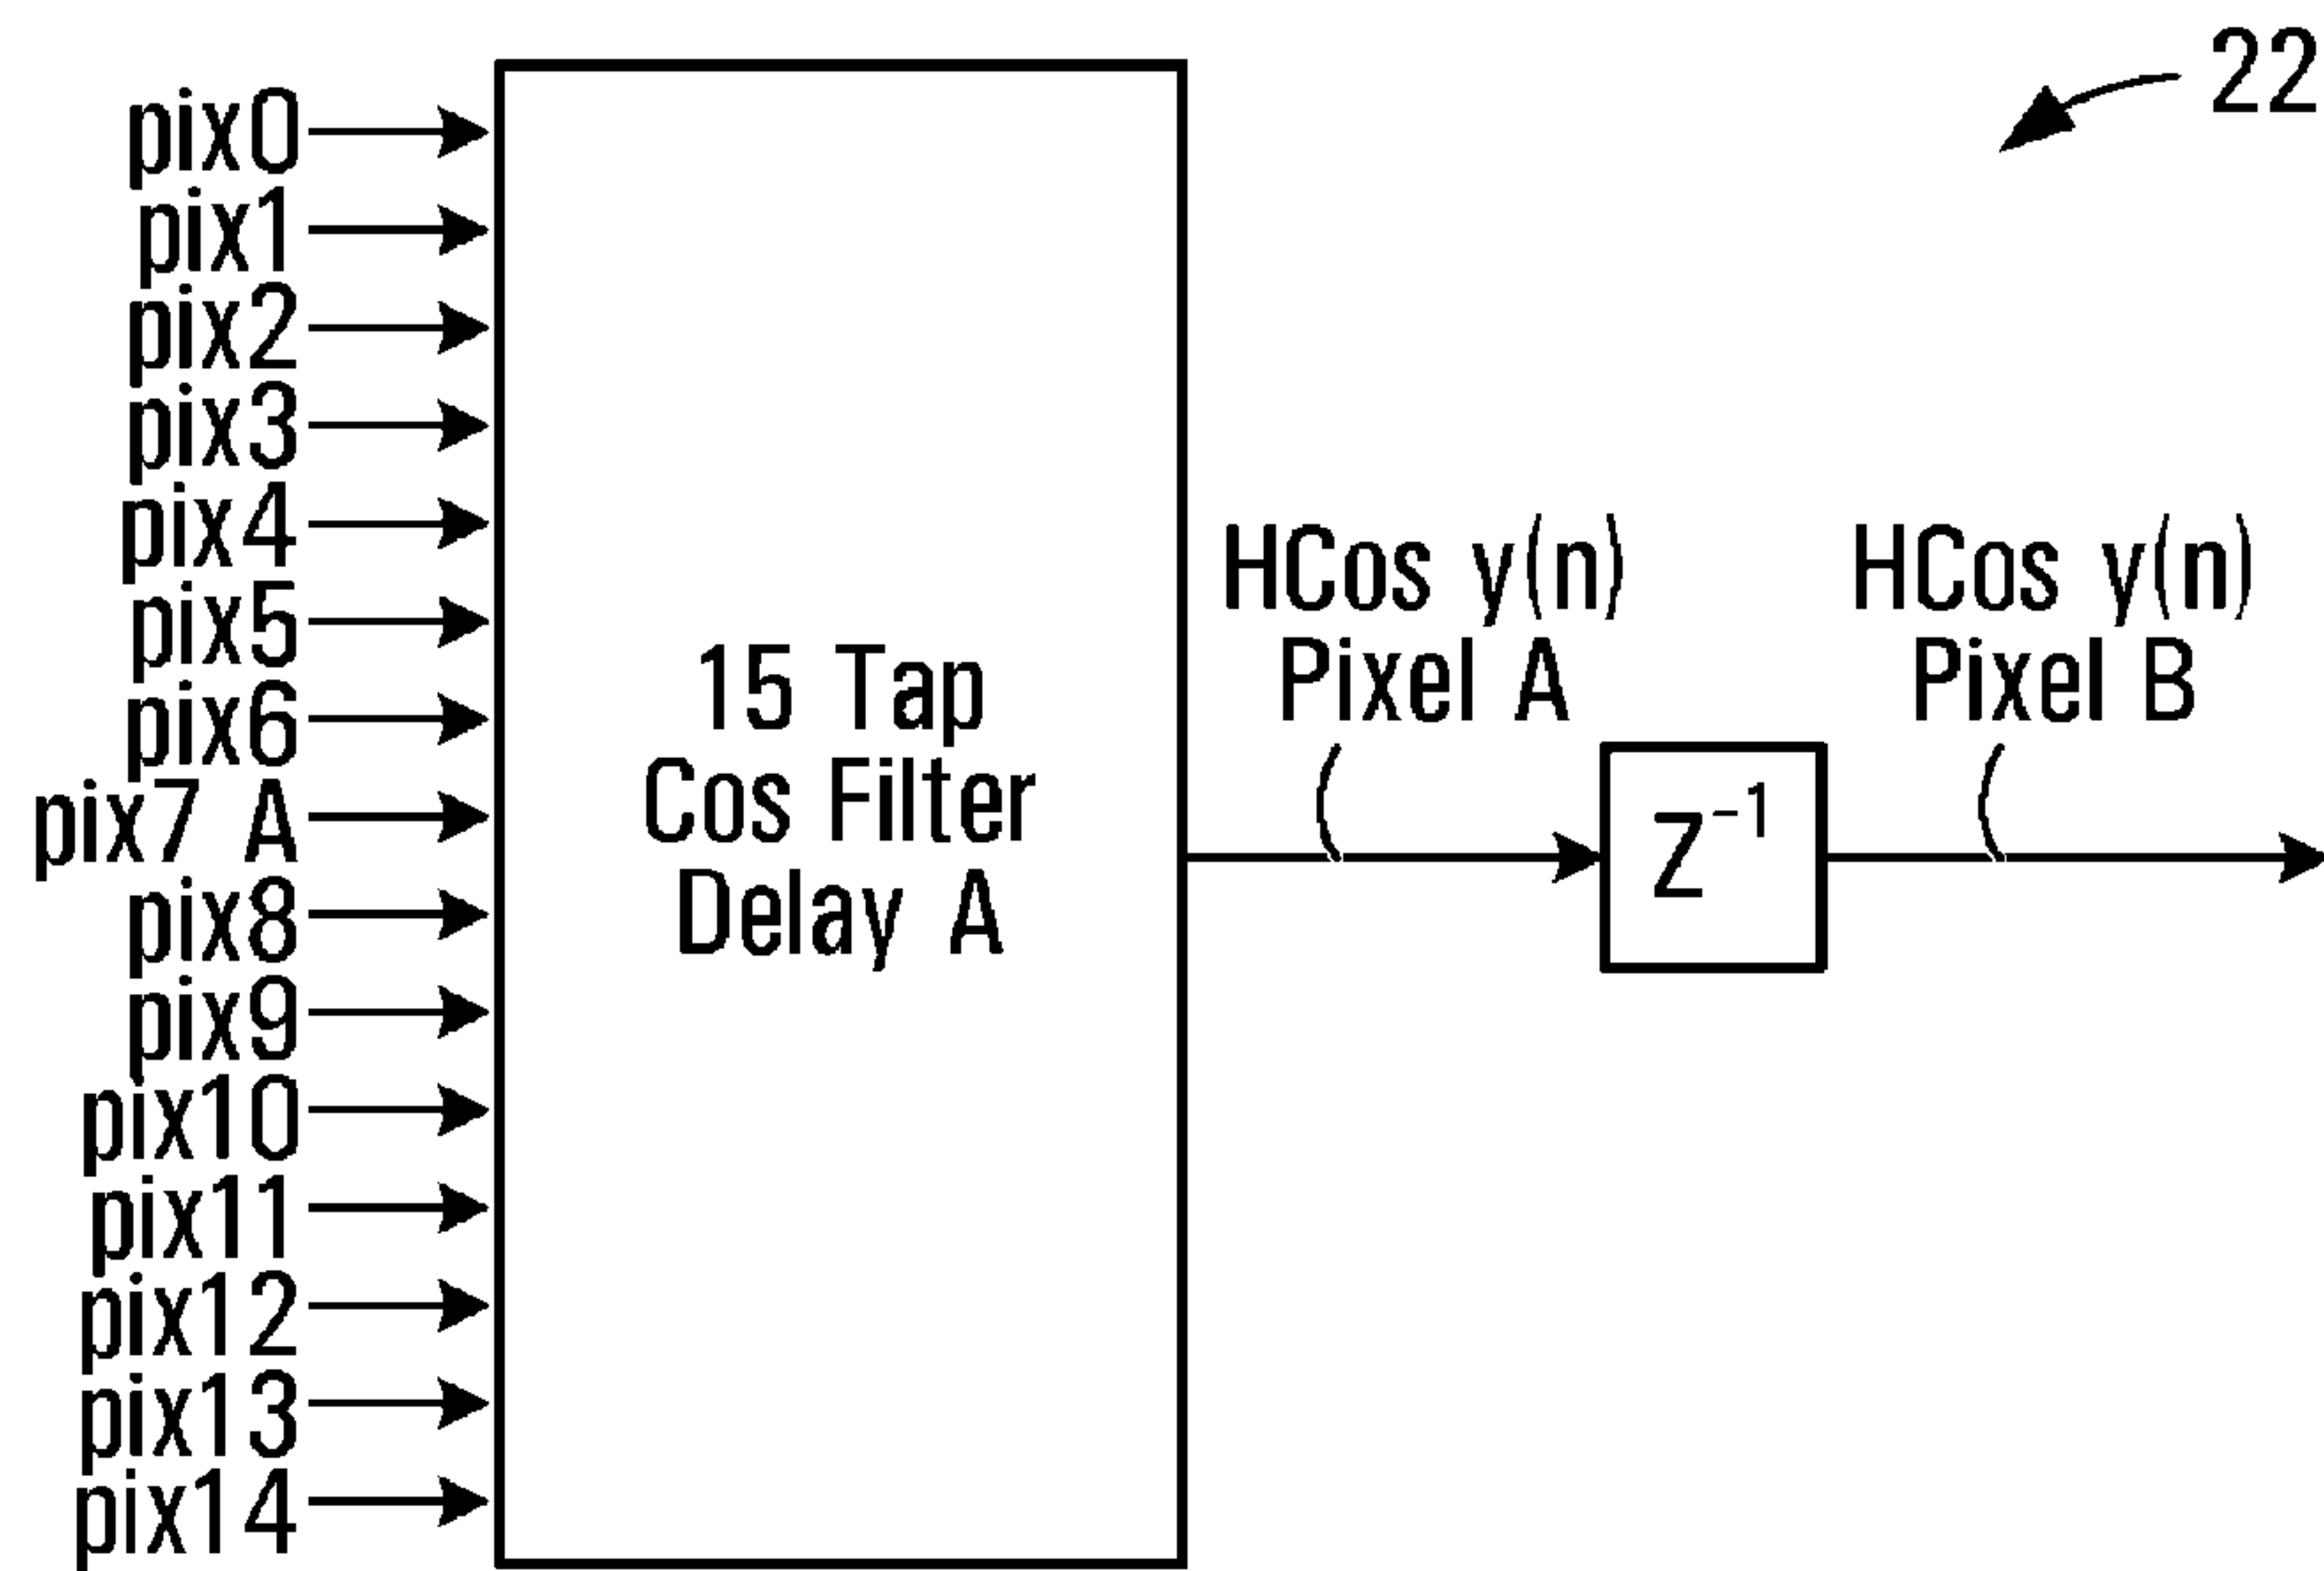 22
pix0
pix1
pix2
pix3
pix4
pix5
pix6
pix7 A
pix8
pix9
pix10
pix11
pix12
pix13
pix14
15 Tap
Cos Filter
Delay A
HCos y(n)
Pixel A
Z⁻¹
HCos y(n)
Pixel B